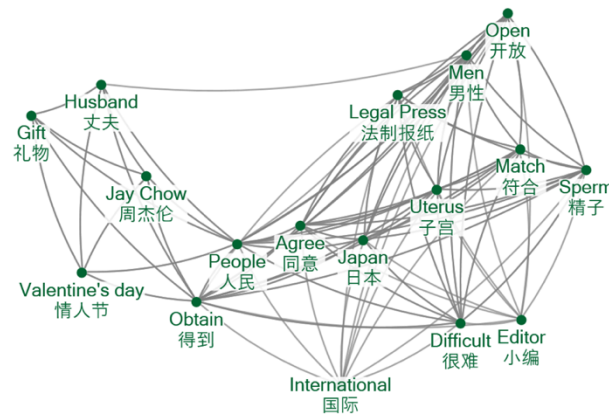 Open
开放
Men
男性
Husband
丈夫
Legal Press
法制报纸
Gift
礼物
Match
符合
Sperm
精子
Jay Chow
周杰伦
Uterus
子宫
Agree
同意
People
人民
Japan
日本
Valentine's day
情人节
Obtain
得到
Difficult
很难
Editor
小编
International
国际